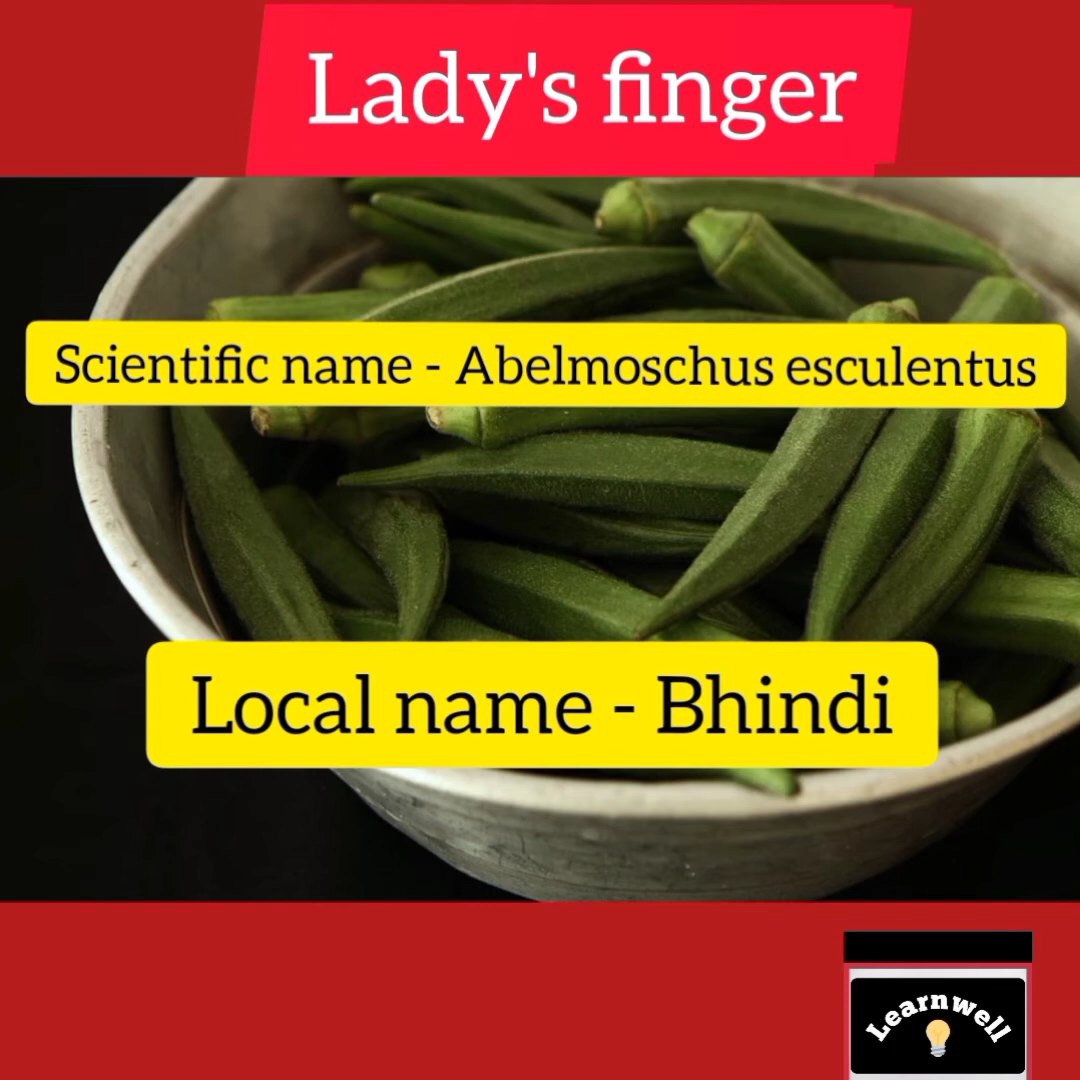 Lady's finger
Scientific name - Abelmoschus esculentus
Local name - Bhindi
Learnwell